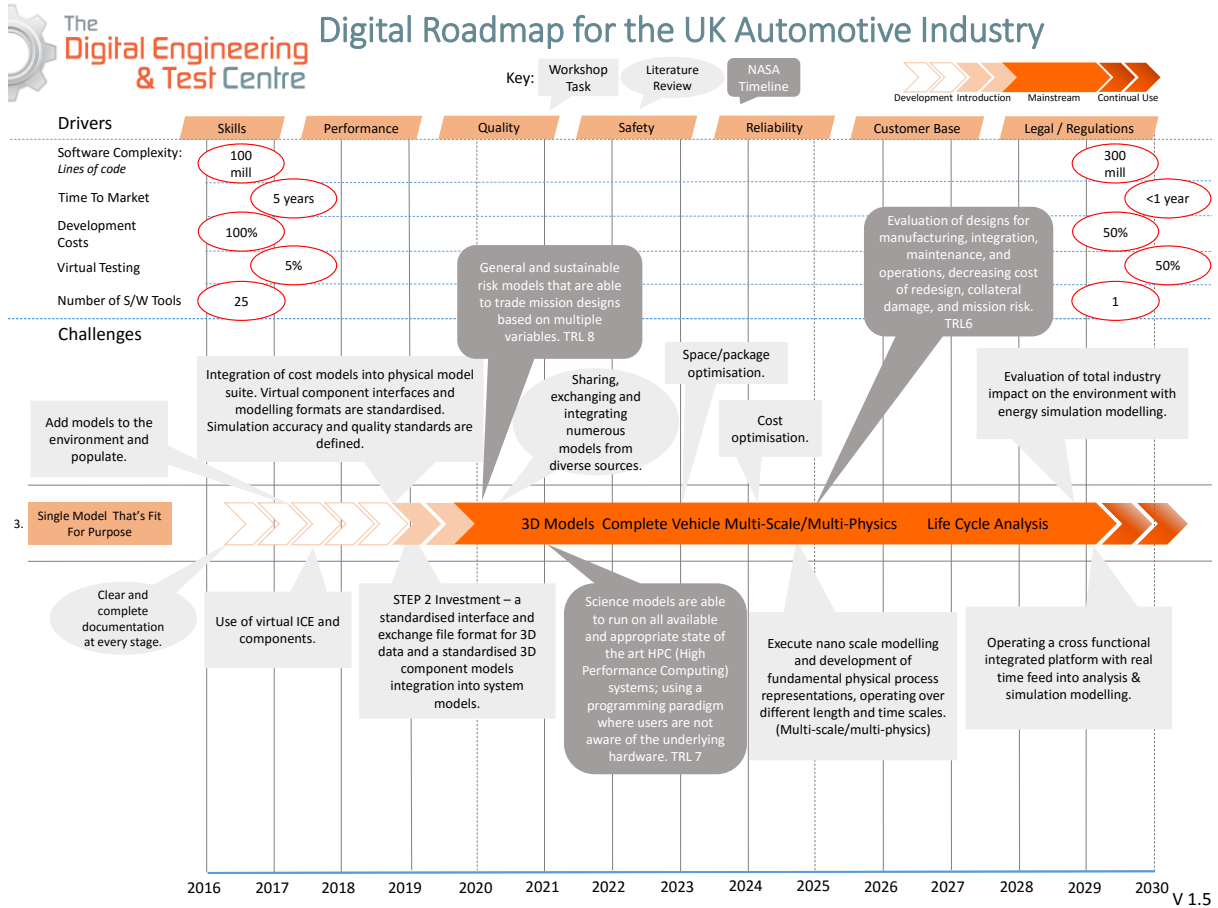 The
Digital Engineering
& Test Centre
Digital Roadmap for the UK Automotive Industry
Key:
Workshop
Task
Literature
Review
NASA
Timeline
Development
Introduction
Mainstream
Continual Use
Drivers
Skills
Performance
Quality
Safety
Reliability
Customer Base
Legal / Regulations
Software Complexity:
Lines of code
100
mill
300
mill
Time To Market
5 years
<1 year
Development
Costs
100%
50%
Virtual Testing
5%
50%
Number of S/W Tools
25
1
Challenges
General and sustainable
risk models that are able
to trade mission designs
based on multiple
variables. TRL 8
Evaluation of designs for
manufacturing, integration,
maintenance, and
operations, decreasing cost
of redesign, collateral
damage, and mission risk.
TRL6
Add models to the
environment and
populate.
Integration of cost models into physical model
suite. Virtual component interfaces and
modelling formats are standardised.
Simulation accuracy and quality standards are
defined.
Sharing,
exchanging and
integrating
numerous
models from
diverse sources.
Space/package
optimisation.
Cost
optimisation.
Evaluation of total industry
impact on the environment with
energy simulation modelling.
3.
Single Model That's Fit
For Purpose
3D Models Complete Vehicle Multi-Scale/Multi-Physics Life Cycle Analysis
Clear and
complete
documentation
at every stage.
Use of virtual ICE and
components.
STEP 2 Investment – a
standardised interface and
exchange file format for 3D
data and a standardised 3D
component models
integration into system
models.
Science models are able
to run on all available
and appropriate state of
the art HPC (High
Performance Computing)
systems; using a
programming paradigm
where users are not
aware of the underlying
hardware. TRL 7
Execute nano scale modelling
and development of
fundamental physical process
representations, operating over
different length and time scales.
(Multi-scale/multi-physics)
Operating a cross functional
integrated platform with real
time feed into analysis &
simulation modelling.
2016 2017 2018 2019 2020 2021 2022 2023 2024 2025 2026 2027 2028 2029 2030
V 1.5